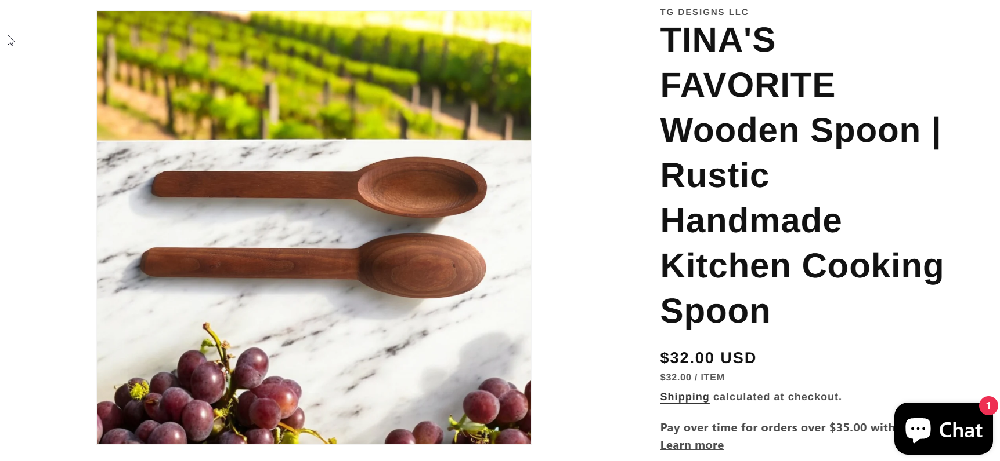 TG DESIGNS LLC
TINA'S
FAVORITE
Wooden Spoon |
Rustic
Handmade
Kitchen Cooking
Spoon
$32.00 USD
$32.00 / ITEM
Shipping calculated at checkout.
Pay over time for orders over $35.00 with
Learn more
1
Chat